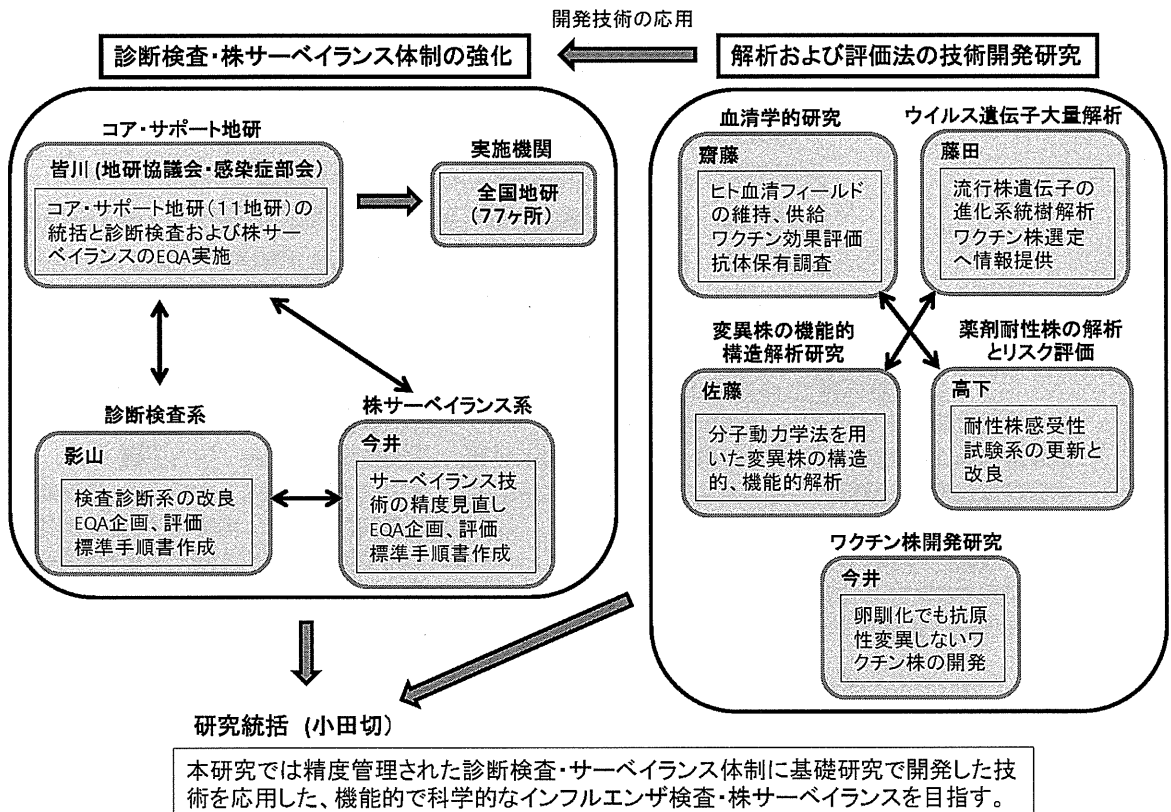 開発技術の応用
診断検査・株サーベイランス体制の強化
解析および評価法の技術開発研究
コア・サポート地研
皆川 (地研協議会・感染症部会)
コア・サポート地研(11地研)の
統括と診断検査および株サー
ベイランスのEQA実施
実施機関
全国地研
(77ヶ所)
診断検査系
影山
検査診断系の改良
EQA企画、評価
標準手順書作成
株サーベイランス系
今井
サーベイランス技
術の精度見直し
EQA企画、評価
標準手順書作成
血清学的研究
齋藤
ヒト血清フィールド
の維持、供給
ワクチン効果評価
抗体保有調査
ウイルス遺伝子大量解析
藤田
流行株遺伝子の
進化系統樹解析
ワクチン株選定
へ情報提供
変異株の機能的
構造解析研究
佐藤
分子動力学法を用
いた変異株の構造
的、機能的解析
薬剤耐性株の解析
とリスク評価
高下
耐性株感受性
試験系の更新と
改良
ワクチン株開発研究
今井
卵馴化でも抗原
性変異しないワ
クチン株の開発
研究統括 (小田切)
本研究では精度管理された診断検査・サーベイランス体制に基礎研究で開発した技
術を応用した、機能的で科学的なインフルエンザ検査・株サーベイランスを目指す。